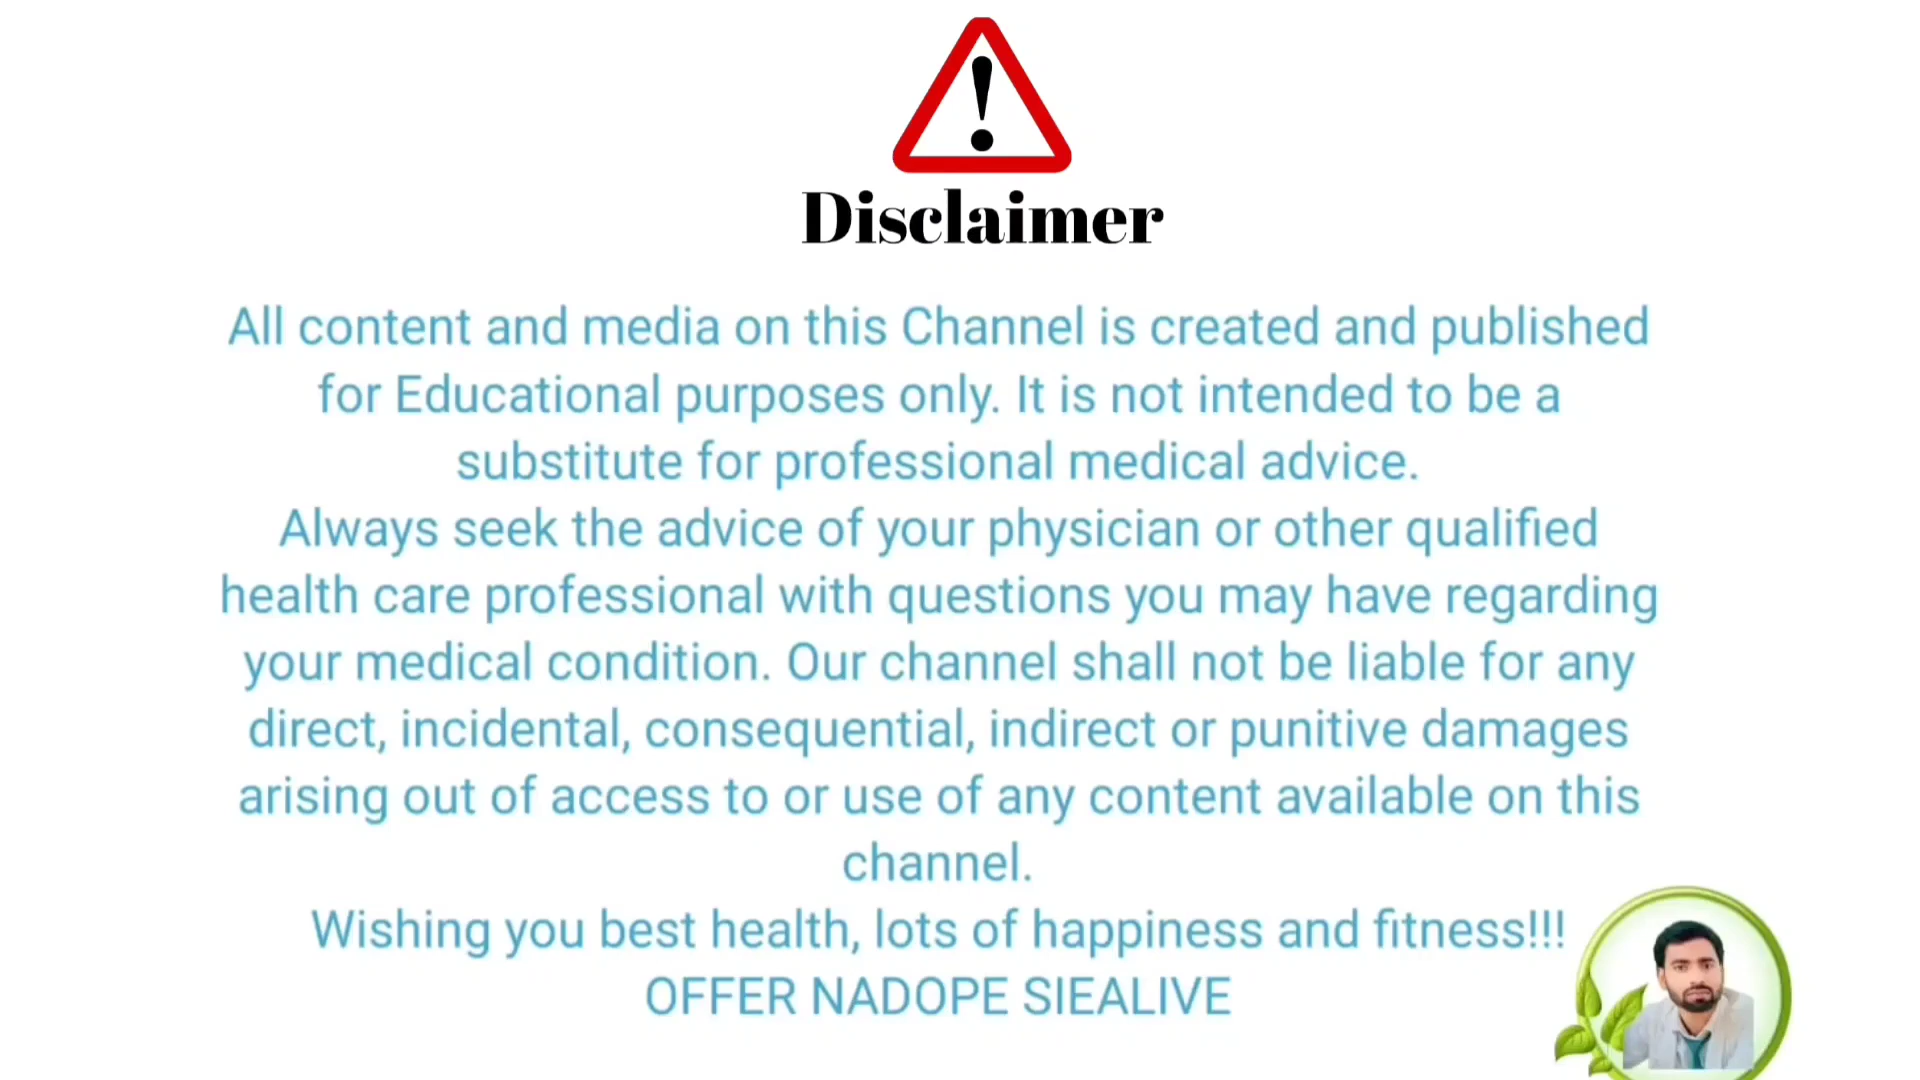 Disclaimer
All content and media on this Channel is created and published
for Educational purposes only. It is not intended to be a
substitute for professional medical advice.
Always seek the advice of your physician or other qualified
health care professional with questions you may have regarding
your medical condition. Our channel shall not be liable for any
direct, incidental, consequential, indirect or punitive damages
arising out of access to or use of any content available on this
channel.
Wishing you best health, lots of happiness and fitness!!!
OFFER NADOPE SIEALIVE